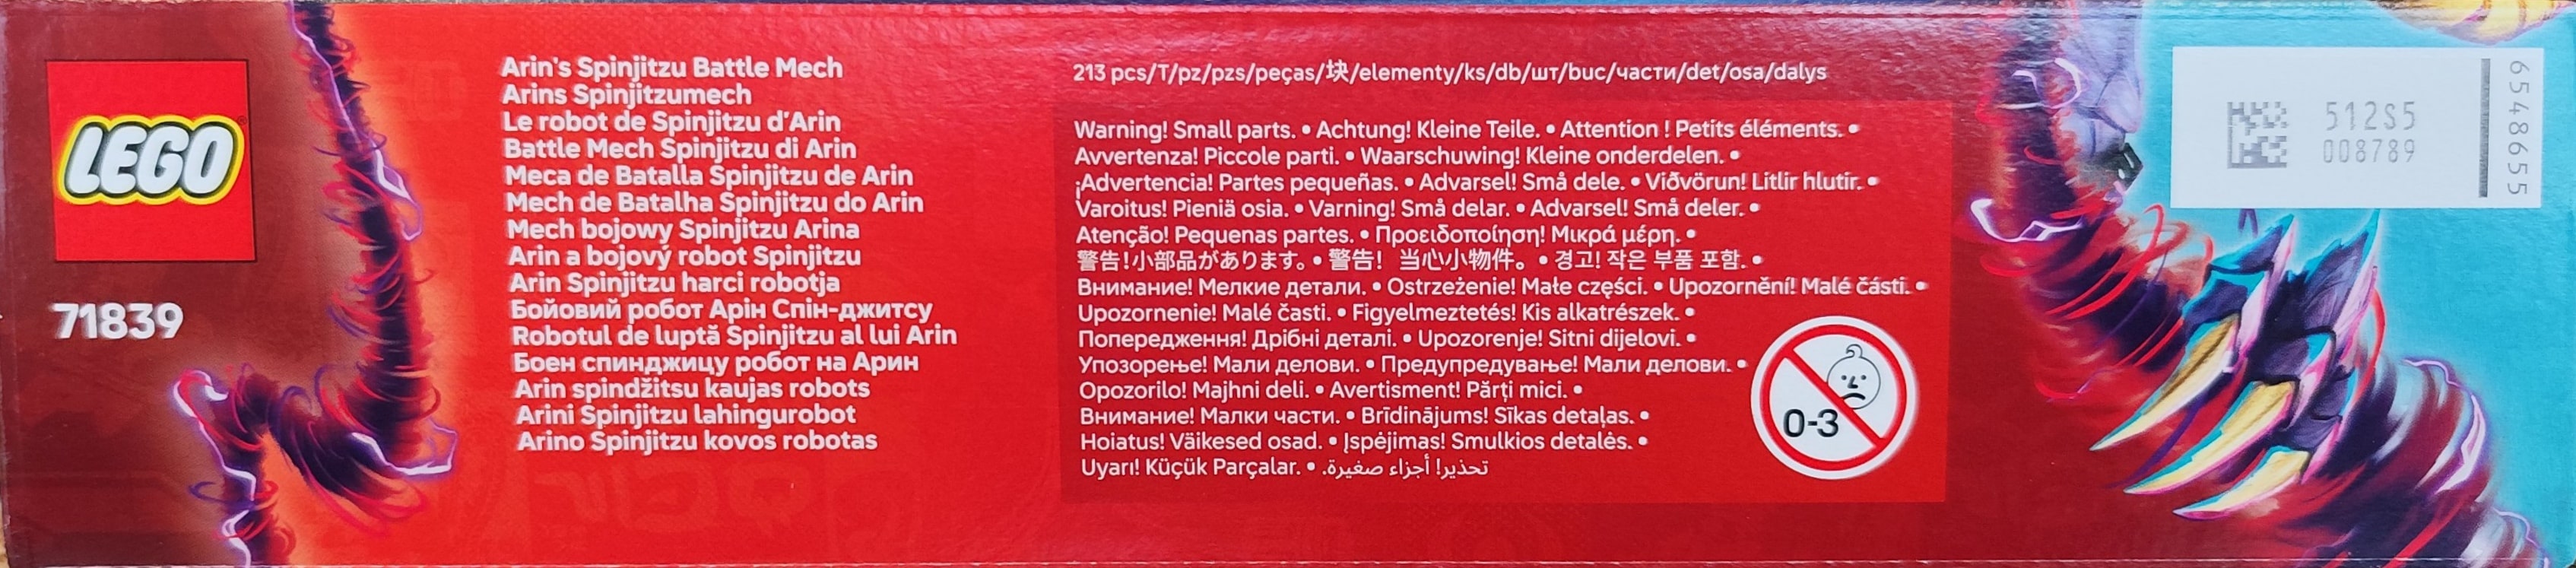 LEGO®
71839
Arin's Spinjitzu Battle Mech
Arins Spinjitzumech
Le robot de Spinjitzu d'Arin
Battle Mech Spinjitzu di Arin
Meca de Batalla Spinjitzu de Arin
Mech de Batalha Spinjitzu do Arin
Mech bojowy Spinjitzu Arina
Arin a bojový robot Spinjitzu
Arin Spinjitzu harci robotja
Бойовий робот Арін Спін-джитсу
Robotul de luptă Spinjitzu al lui Arin
Боен спинджицу робот на Арин
Arin spindžitsu kaujas robots
Arini Spinjitzu lahingurobot
Arino Spinjitzu kovos robotas
213 pcs/T/pz/pzs/peças/块/elementy/ks/db/шт/buc/части/det/osa/dalys
Warning! Small parts. • Achtung! Kleine Teile. • Attention ! Petits éléments. •
Avvertenza! Piccole parti. • Waarschuwing! Kleine onderdelen. •
¡Advertencia! Partes pequeñas. • Advarsel! Små dele. • Viðvörun! Litlir hlutir. •
Varoitus! Pieniä osia. • Varning! Små delar. • Advarsel! Små deler. •
Atenção! Pequenas partes. • Προειδοποίηση! Μικρά μέρη. •
警告!小部品があります。 • 警告! 当心小物件。 • 경고! 작은 부품 포함. •
Внимание! Мелкие детали. • Ostrzeżenie! Małe części. • Upozornění! Malé části. •
Upozornenie! Malé časti. • Figyelmeztetés! Kis alkatrészek. •
Попередження! Дрібні деталі. • Upozorenje! Sitni dijelovi. •
Упозорење! Мали делови. • Предупредување! Мали делови. •
Opozorilo! Majhni deli. • Avertisment! Părți mici. •
Внимание! Малки части. • Brīdinājums! Sīkas detaļas. •
Hoiatus! Väikesed osad. • Įspėjimas! Smulkios detalės. •
Uyarı! Küçük Parçalar. • تحذير! أجزاء صغيرة.
0-3
512S5
008789
6548655